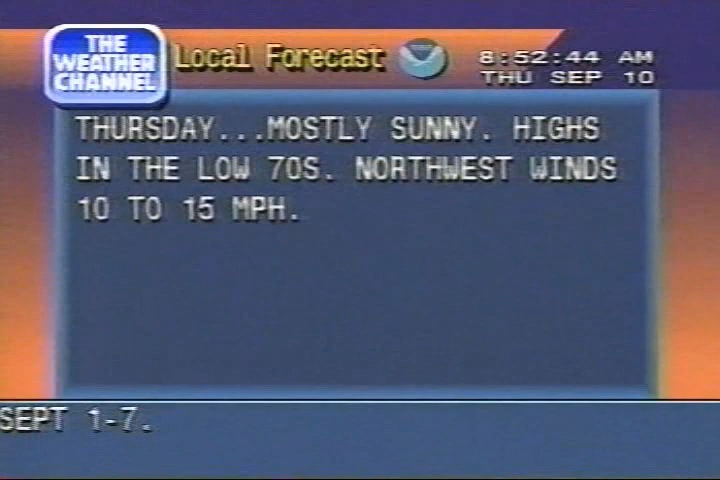 THE
WEATHER
CHANNEL
Local Forecast
8:52:44 AM
THU SEP 10
THURSDAY...MOSTLY SUNNY. HIGHS
IN THE LOW 70S. NORTHWEST WINDS
10 TO 15 MPH.
SEPT 1-7.